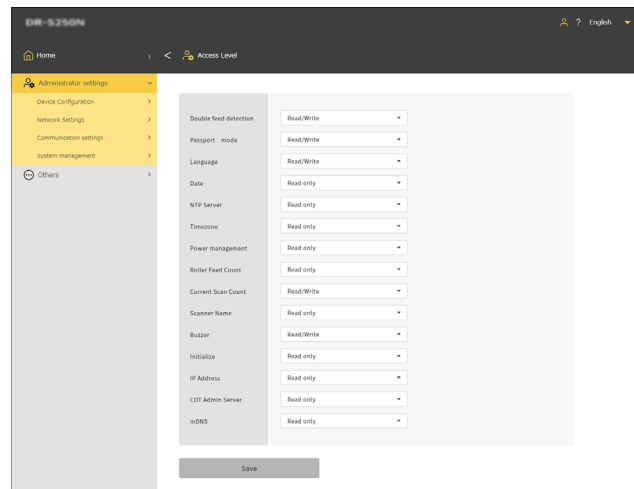 DR-S250N
? English
Home
Access Level
Administrator settings
Device Configuration
Network Settings
Communication settings
System management
Others
Double feed detection Read/Write
Passport mode Read/Write
Language Read/Write
Date Read only
NTP Server Read only
Timezone Read only
Power management Read only
Roller Feed Count Read only
Current Scan Count Read/Write
Scanner Name Read only
Buzzer Read/Write
Initialize Read only
IP Address Read only
COT Admin Server Read only
mDNS Read only
Save